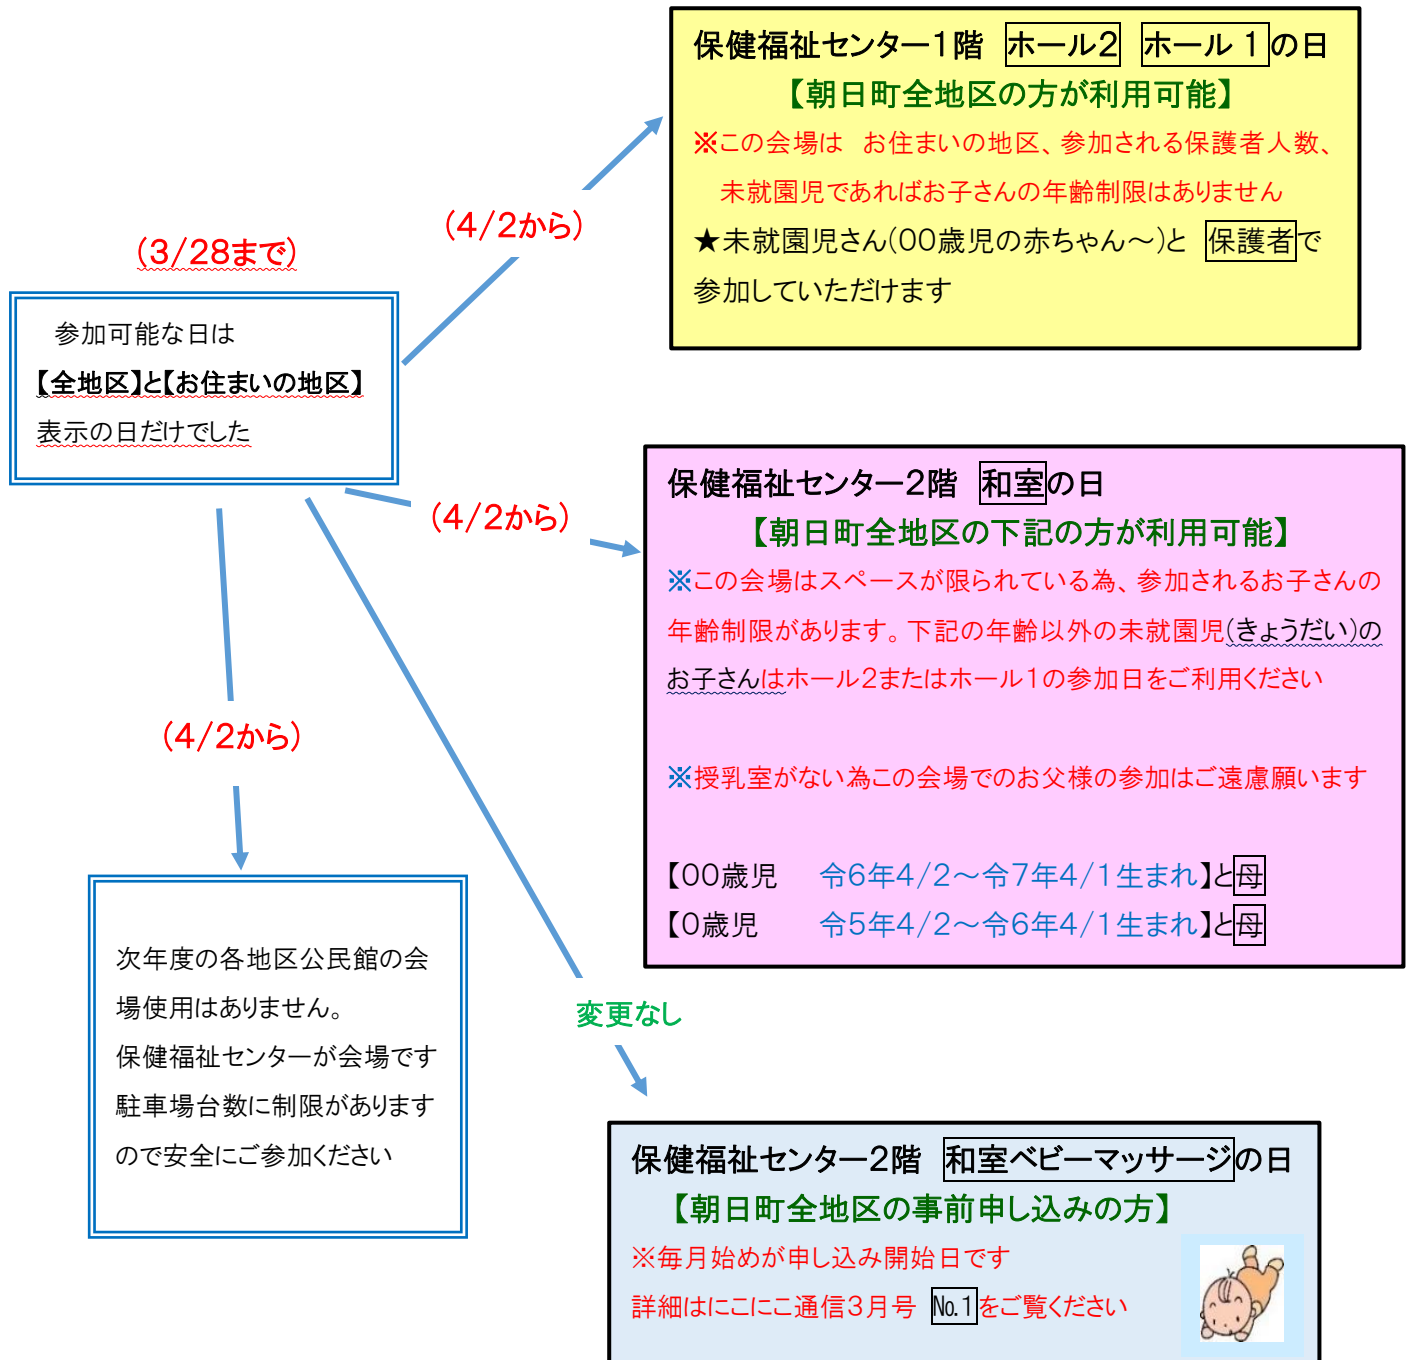 保健福祉センター1階 ホール2 ホール 1の日
【朝日町全地区の方が利用可能】
※この会場は お住まいの地区、参加される保護者人数、
未就園児であればお子さんの年齢制限はありません
★未就園児さん(00歳児の赤ちゃん～)と 保護者で
参加していただけます
(4/2から)
(3/28まで)
参加可能な日は
【全地区】と【お住まいの地区】
表示の日だけでした
保健福祉センター2階 和室の日
【朝日町全地区の下記の方が利用可能】
※この会場はスペースが限られている為、参加されるお子さんの
年齢制限があります。下記の年齢以外の未就園児(きょうだい)の
お子さんはホール2またはホール1の参加日をご利用ください
※授乳室がない為この会場でのお父様の参加はご遠慮願います
【00歳児 令6年4/2～令7年4/1生まれ】と母
【0歳児 令5年4/2～令6年4/1生まれ】と母
(4/2から)
(4/2から)
次年度の各地区公民館の会
場使用はありません。
保健福祉センターが会場です
駐車場台数に制限があります
ので安全にご参加ください
変更なし
保健福祉センター2階 和室ベビーマッサージの日
【朝日町全地区の事前申し込みの方】
※毎月始めが申し込み開始日です
詳細はにこにこ通信3月号 №1をご覧ください